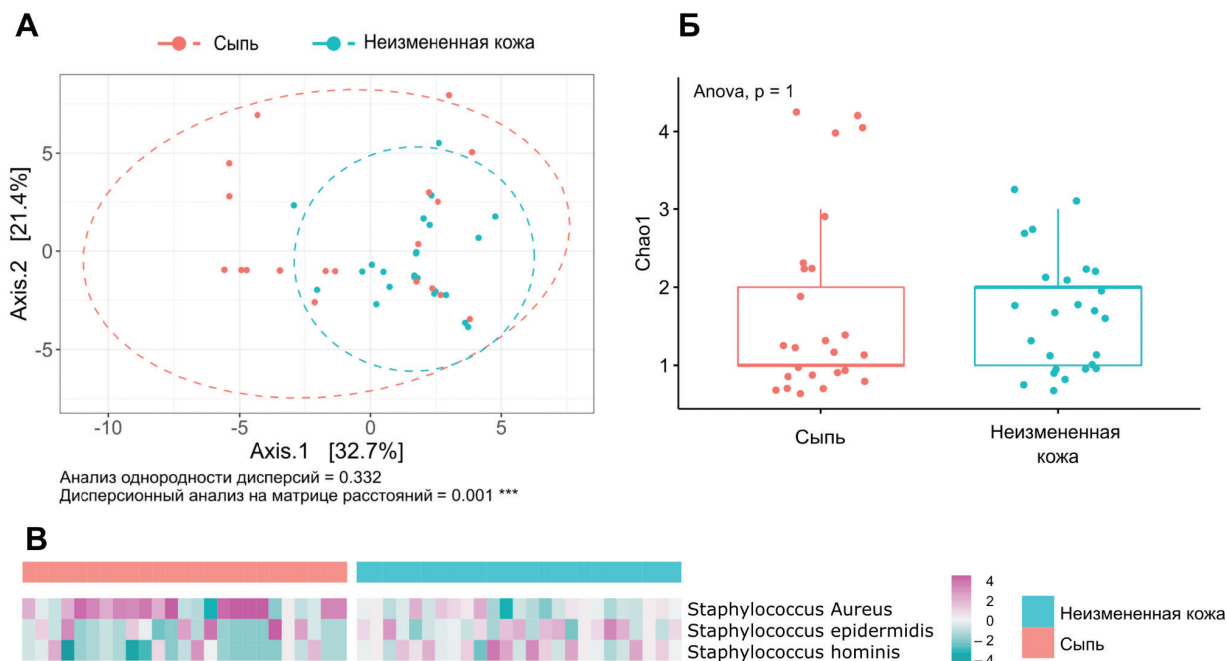 А
Сыпь
Неизмененная кожа
5
0
-5
Axis.2 [21.4%]
-10
-5
0
5
Axis.1 [32.7%]
Анализ однородности дисперсий = 0.332
Дисперсионный анализ на матрице расстояний = 0.001 ***
Б
Anova, p = 1
4
3
2
1
Chao1
Сыпь
Неизмененная
кожа
В
Staphylococcus Aureus
Staphylococcus epidermidis
Staphylococcus hominis
4
2
0
−2
−4
Неизмененная кожа
Сыпь